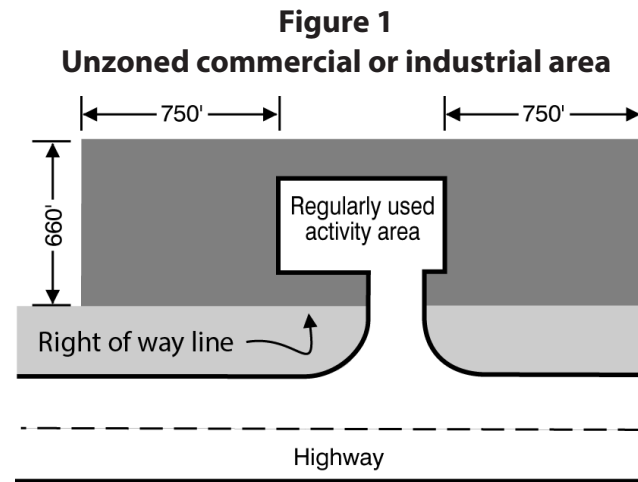 Figure 1
Unzoned commercial or industrial area
750'
750'
660'
Regularly used
activity area
Right of way line
Highway